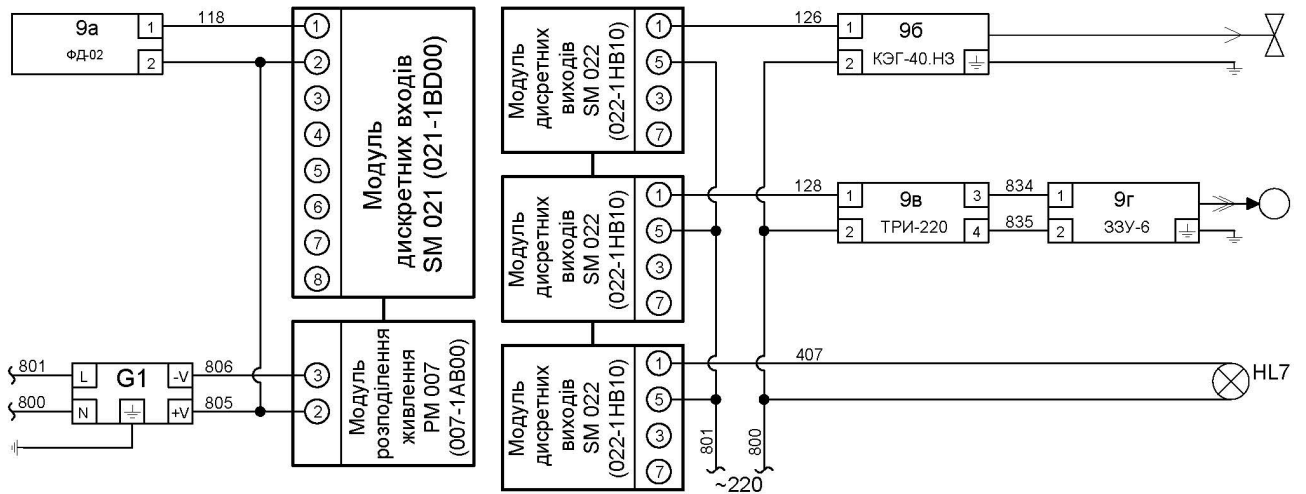 9а
ФД-02
1
2
118
1
2
3
4
5
6
7
8
Модуль
дискретних входів
SM 021 (021-1BD00)
801
800
L
N
G1
-V
+V
806
805
3
2
Модуль
розподілення
живлення
PM 007
(007-1AB00)
Модуль
дисретних
виходів
SM 022
(022-1HB10)
1
5
3
7
126
1
2
9б
КЭГ-40.НЗ
Модуль
дисретних
виходів
SM 022
(022-1HB10)
1
5
3
7
128
1
2
9в
ТРИ-220
3
4
834
835
1
2
9г
ЗЗУ-6
Модуль
дисретних
виходів
SM 022
(022-1HB10)
1
5
3
7
407
HL7
801
800
~220